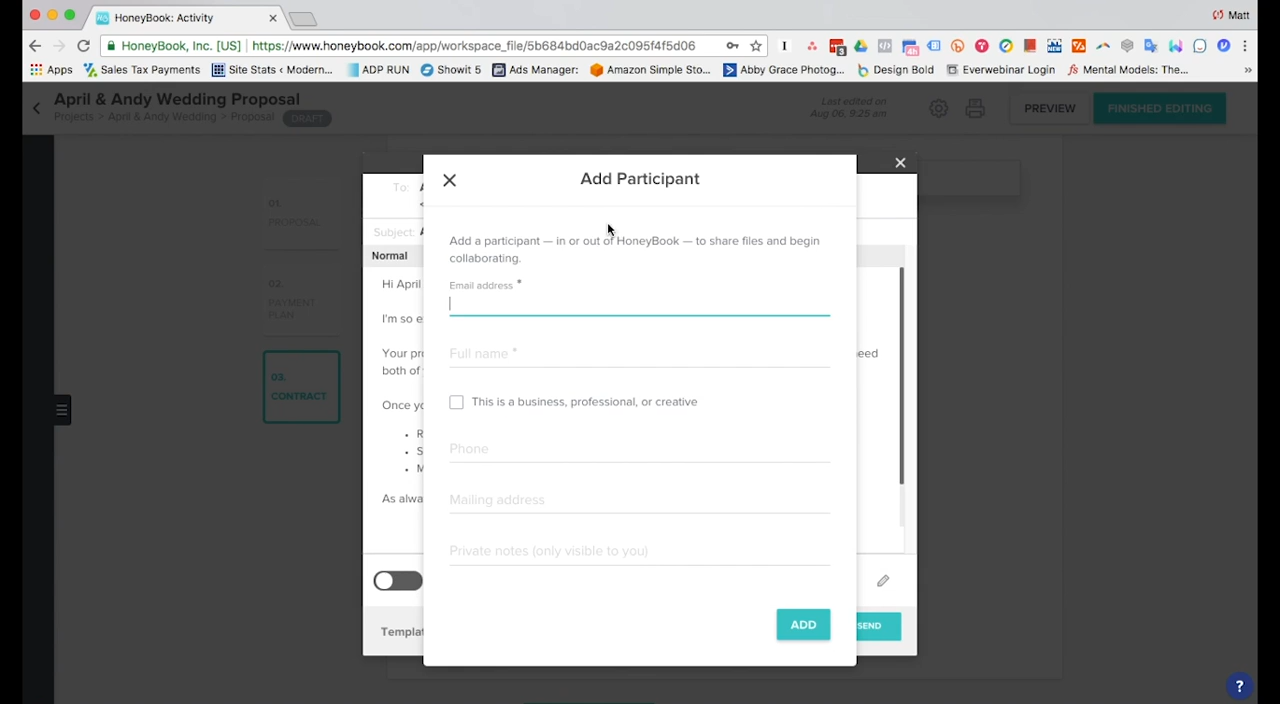 HoneyBook: Activity
Matt
HoneyBook, Inc. [US] | https://www.honeybook.com/app/workspace_file/5b684bd0ac9a2c095f4f5d06
Apps
Sales Tax Payments
Site Stats ‹ Modern...
ADP RUN
Showit 5
Ads Manager:
Amazon Simple Sto...
Abby Grace Photog...
Design Bold
Everwebinar Login
Mental Models: The...
»
April & Andy Wedding Proposal
Projects > April & Andy Wedding > Proposal
DRAFT
Last edited on
Aug 06, 9:25 am
PREVIEW
FINISHED EDITING
01.
PROPOSAL
02.
PAYMENT
PLAN
03.
CONTRACT
To:
Subject:
Normal
Hi April
I'm so e
Your pro
eed
both of
Once yo
R
S
M
As alwa
Templat
SEND
Add Participant
Add a participant — in or out of HoneyBook — to share files and begin
collaborating.
Email address *
Full name *
This is a business, professional, or creative
Phone
Mailing address
Private notes (only visible to you)
ADD
?